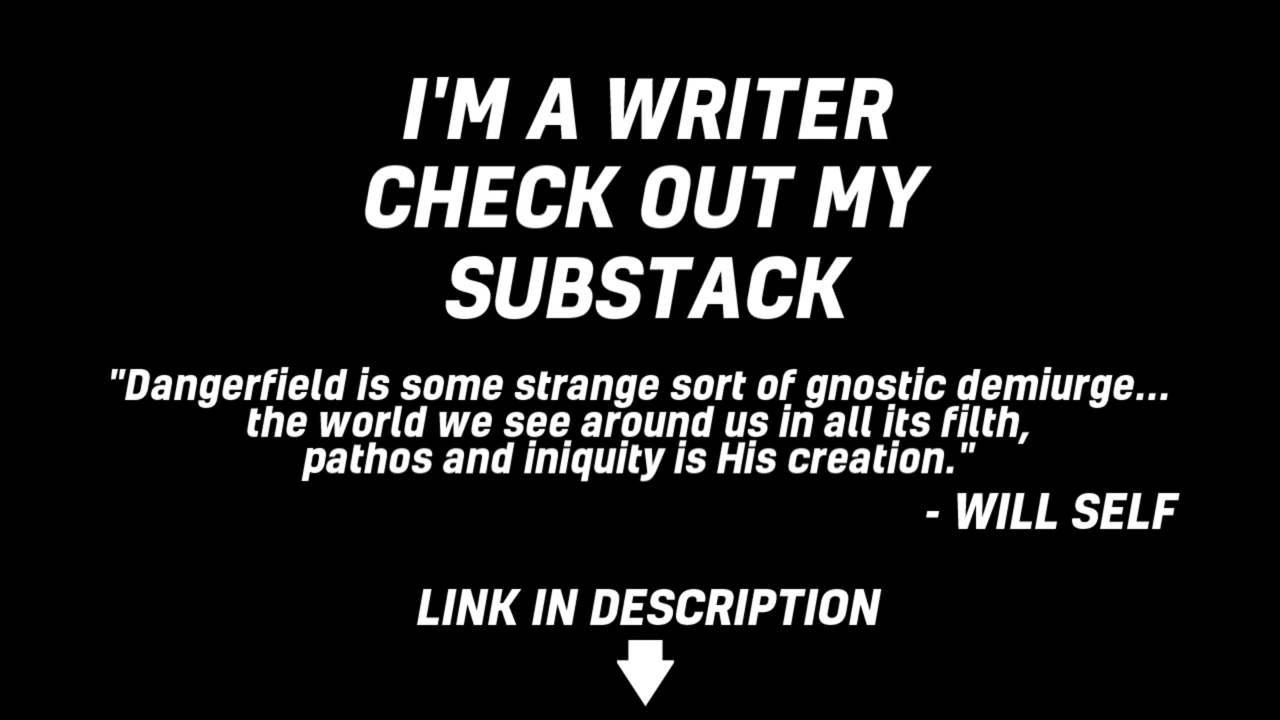 I'M A WRITER
CHECK OUT MY
SUBSTACK
"Dangerfield is some strange sort of gnostic demiurge...
the world we see around us in all its filth,
pathos and iniquity is His creation."
- WILL SELF
LINK IN DESCRIPTION